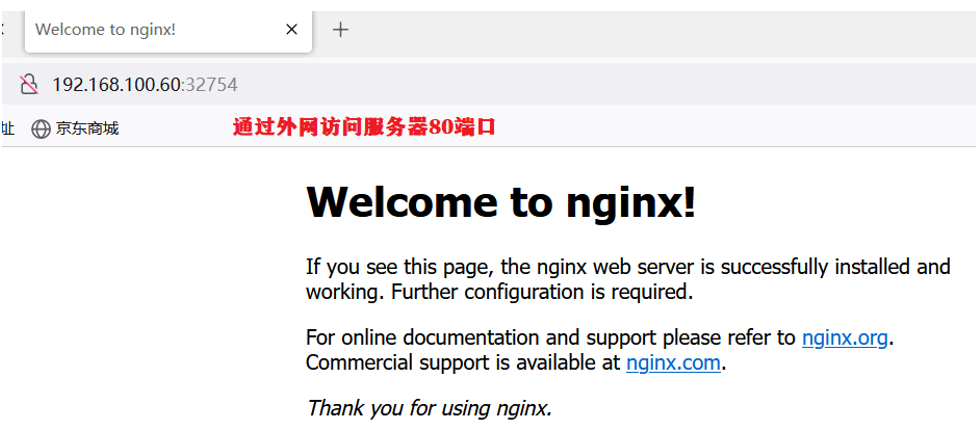 Welcome to nginx!
192.168.100.60:32754
址 京东商城
通过外网访问服务器80端口
Welcome to nginx!
If you see this page, the nginx web server is successfully installed and
working. Further configuration is required.
For online documentation and support please refer to nginx.org.
Commercial support is available at nginx.com.
Thank you for using nginx.